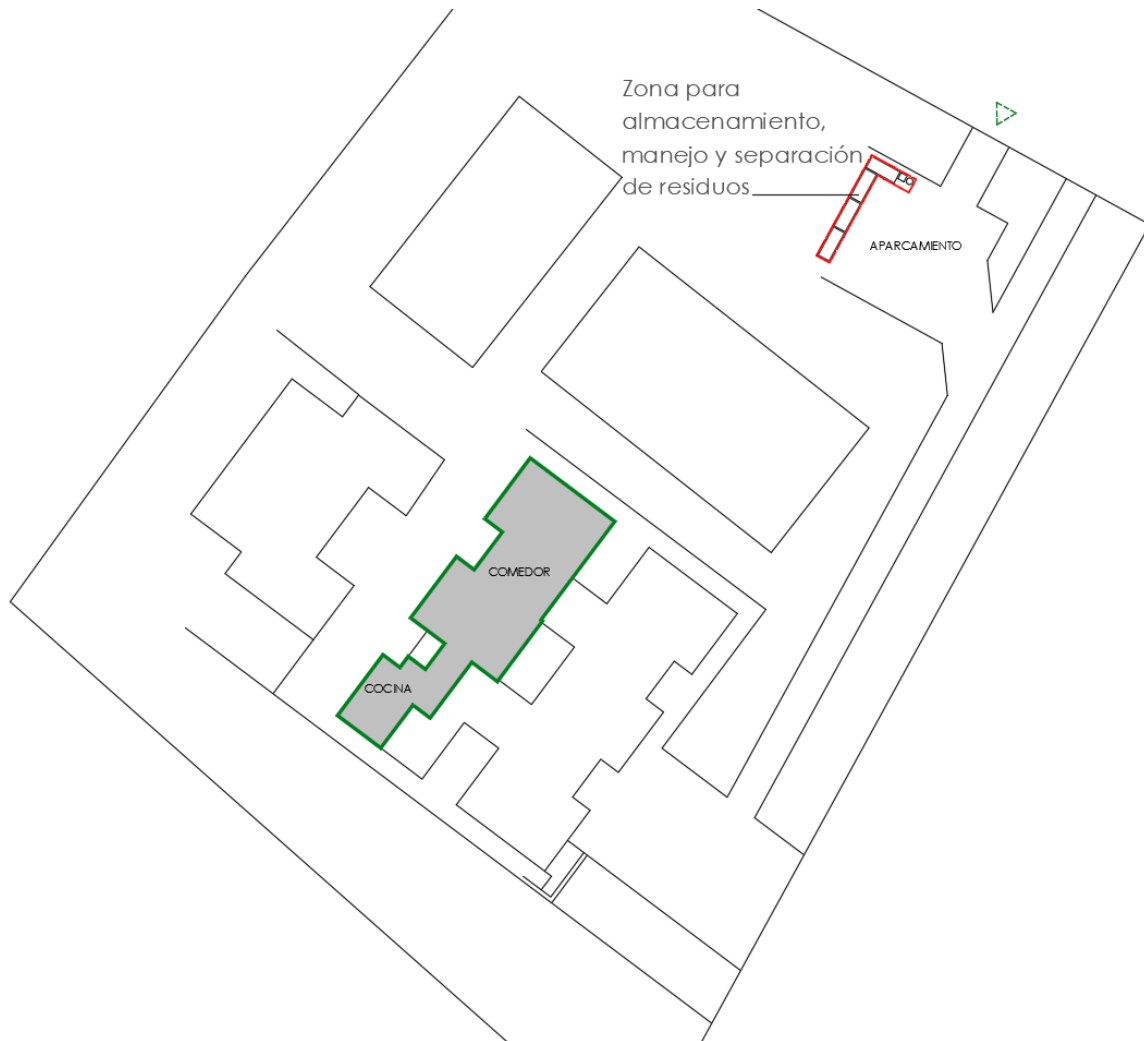 Zona para
almacenamiento,
manejo y separación
de residuos
APARCAMIENTO
COMEDOR
COCINA